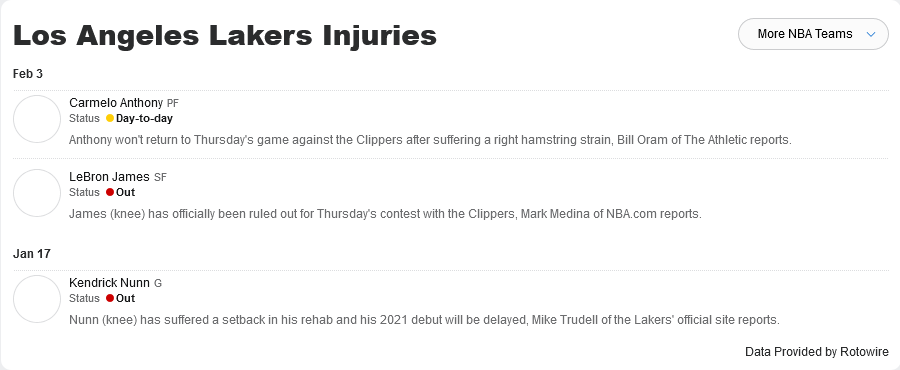 Los Angeles Lakers Injuries
More NBA Teams
Feb 3
Carmelo Anthony PF
Status Day-to-day
Anthony won't return to Thursday's game against the Clippers after suffering a right hamstring strain, Bill Oram of The Athletic reports.
LeBron James SF
Status Out
James (knee) has officially been ruled out for Thursday's contest with the Clippers, Mark Medina of NBA.com reports.
Jan 17
Kendrick Nunn G
Status Out
Nunn (knee) has suffered a setback in his rehab and his 2021 debut will be delayed, Mike Trudell of the Lakers' official site reports.
Data Provided by Rotowire